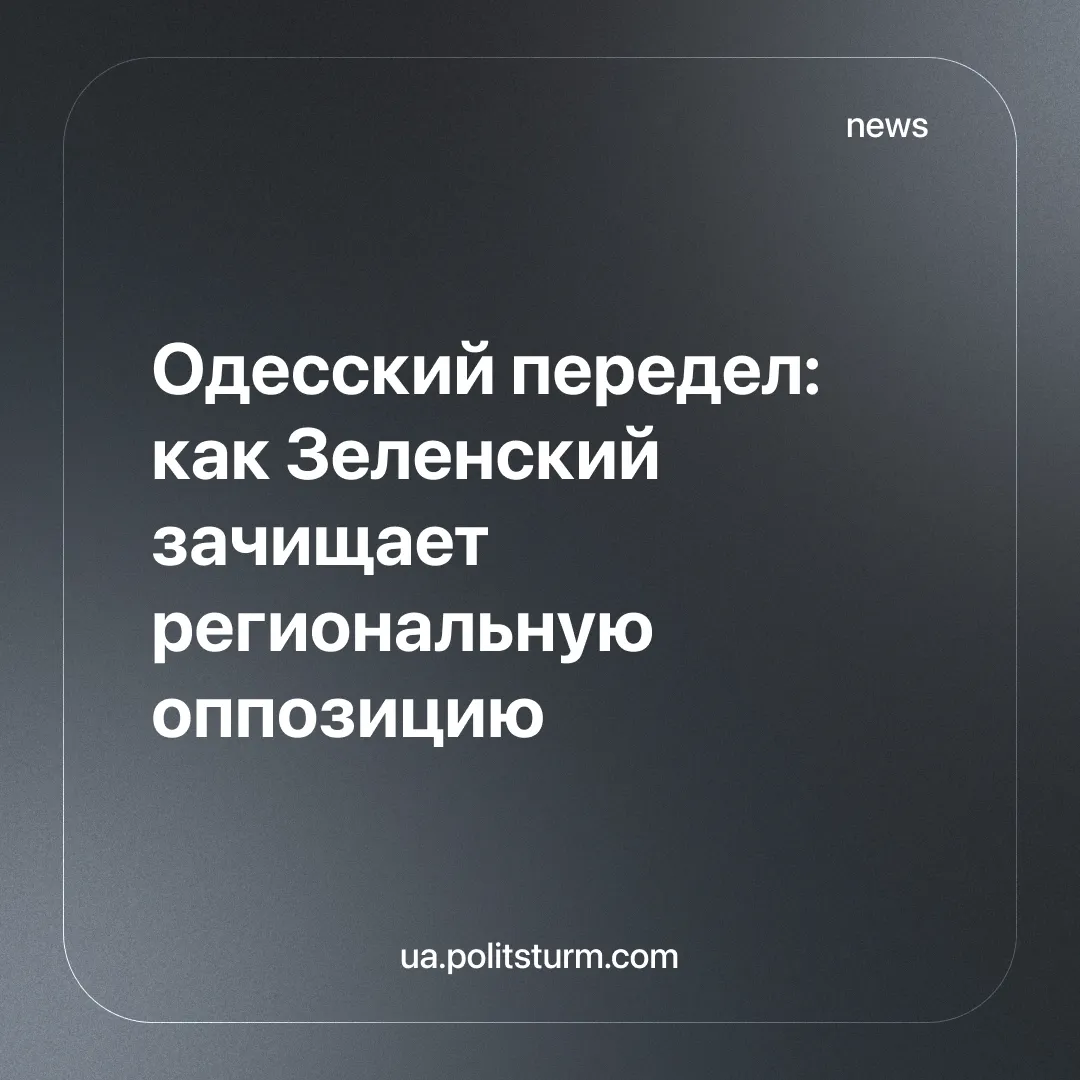 news
Одесский передел:
как Зеленский
зачищает
региональную
оппозицию
ua.politsturm.com